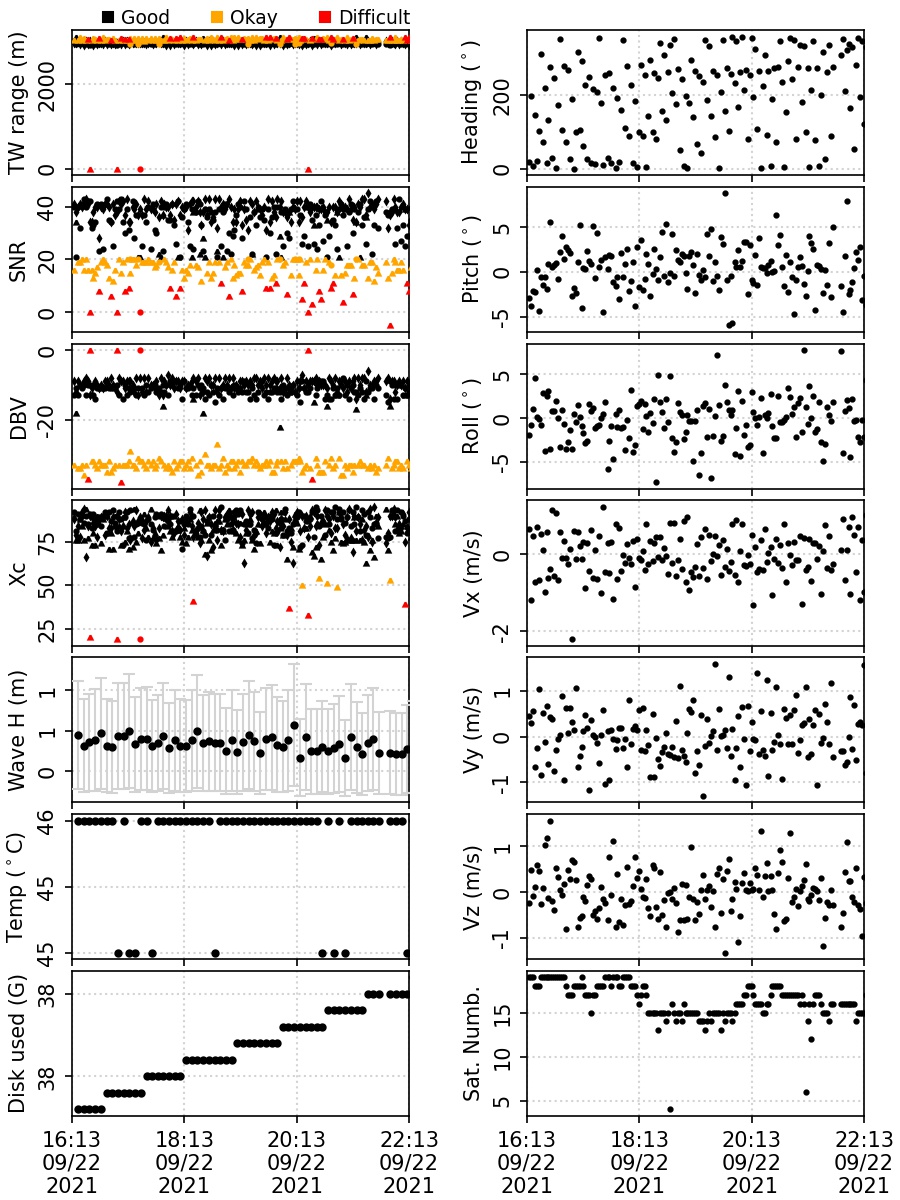 Good Okay Difficult
TW range (m)
2000
0
Heading (°)
200
0
SNR
40
20
0
Pitch (°)
5
0
-5
DBV
0
-20
Roll (°)
5
0
-5
Xc
75
50
25
Vx (m/s)
0
-2
Wave H (m)
1
1
0
Vy (m/s)
1
0
-1
Temp (°C)
46
45
45
Vz (m/s)
1
0
-1
Disk used (G)
38
38
Sat. Numb.
15
10
5
16:13 18:13 20:13 22:13
09/22 09/22 09/22 09/22
2021 2021 2021 2021
16:13 18:13 20:13 22:13
09/22 09/22 09/22 09/22
2021 2021 2021 2021